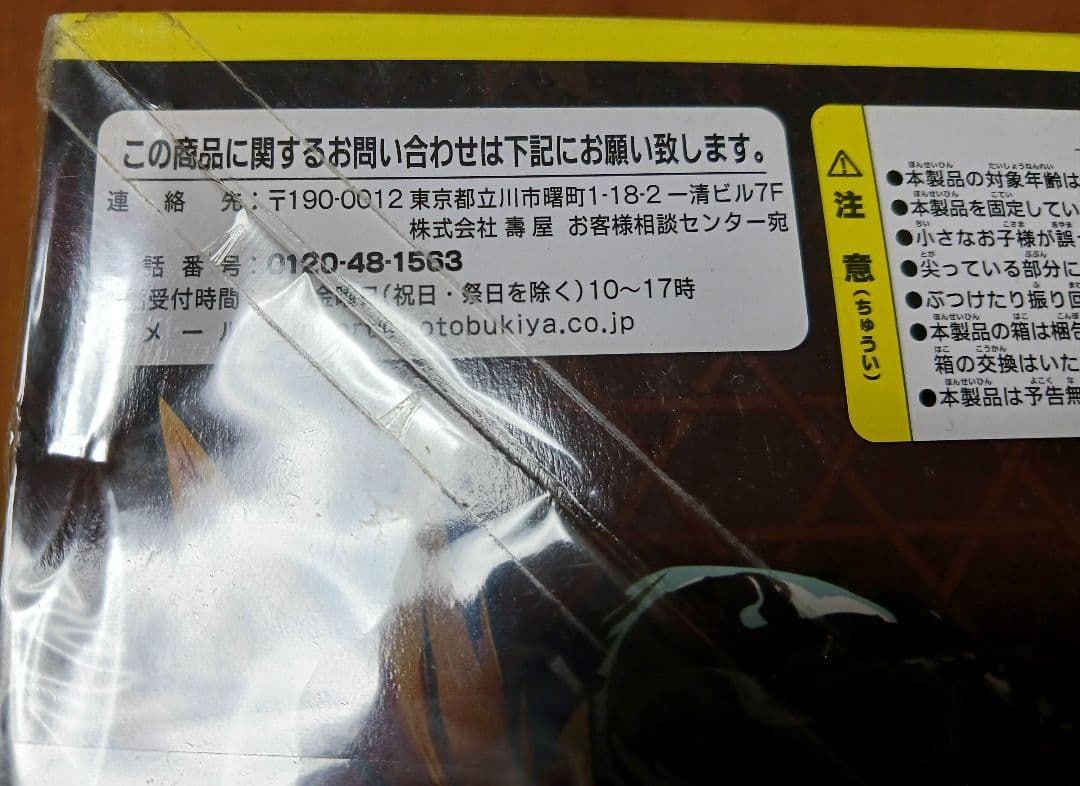 この商品に関するお問い合わせは下記にお願い致します。
連絡先:〒190-0012 東京都立川市曙町1-18-2 一清ビル7F
株式会社 壽屋 お客様相談センター宛
話番号:0120-48-1563
受付時間 金曜日(祝日・祭日を除く)10〜17時
メール otobukiya.co.jp
⚠注意(ちゅうい)
●本製品の対象年齢は
●本製品を固定してい
●小さなお子様が誤
●尖っている部分に
●ぶつけたり振り回
●本製品の箱は梱包
箱の交換はいた
●本製品は予告無